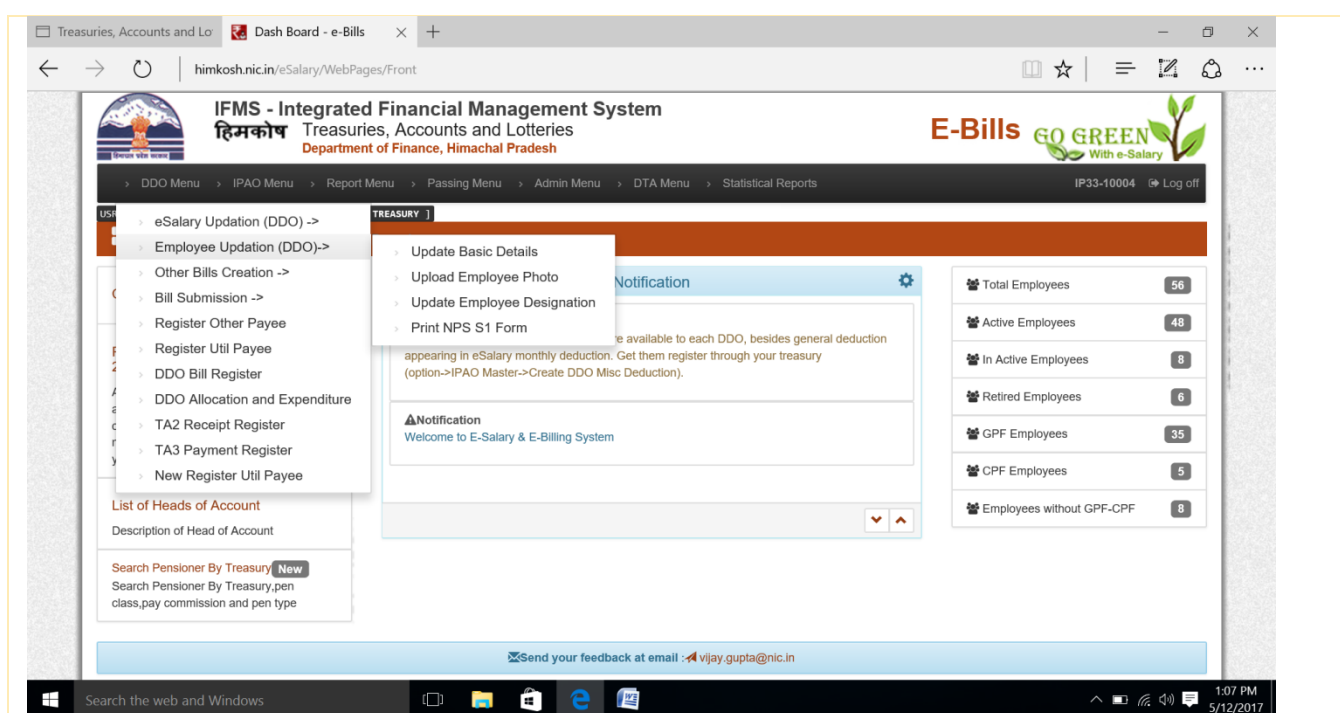 Treasuries, Accounts and Lo
Dash Board - e-Bills
himkosh.nic.in/eSalary/WebPages/Front
IFMS - Integrated Financial Management System
हिमकोष Treasuries, Accounts and Lotteries
Department of Finance, Himachal Pradesh
E-Bills
GO GREEN
With e-Salary
> DDO Menu > IPAO Menu > Report Menu > Passing Menu > Admin Menu > DTA Menu > Statistical Reports
IP33-10004 Log off
TREASURY ]
eSalary Updation (DDO) ->
Employee Updation (DDO)->
Other Bills Creation ->
Bill Submission ->
Register Other Payee
Register Util Payee
DDO Bill Register
DDO Allocation and Expenditure
TA2 Receipt Register
TA3 Payment Register
New Register Util Payee
Update Basic Details
Upload Employee Photo
Update Employee Designation
Print NPS S1 Form
Notification
available to each DDO, besides general deduction
appearing in eSalary monthly deduction. Get them register through your treasury
(option->IPAO Master->Create DDO Misc Deduction).
Notification
Welcome to E-Salary & E-Billing System
Total Employees 56
Active Employees 48
In Active Employees 8
Retired Employees 6
GPF Employees 35
CPF Employees 5
Employees without GPF-CPF 8
List of Heads of Account
Description of Head of Account
Search Pensioner By Treasury New
Search Pensioner By Treasury,pen
class,pay commission and pen type
Send your feedback at email : vijay.gupta@nic.in
Search the web and Windows
1:07 PM
5/12/2017